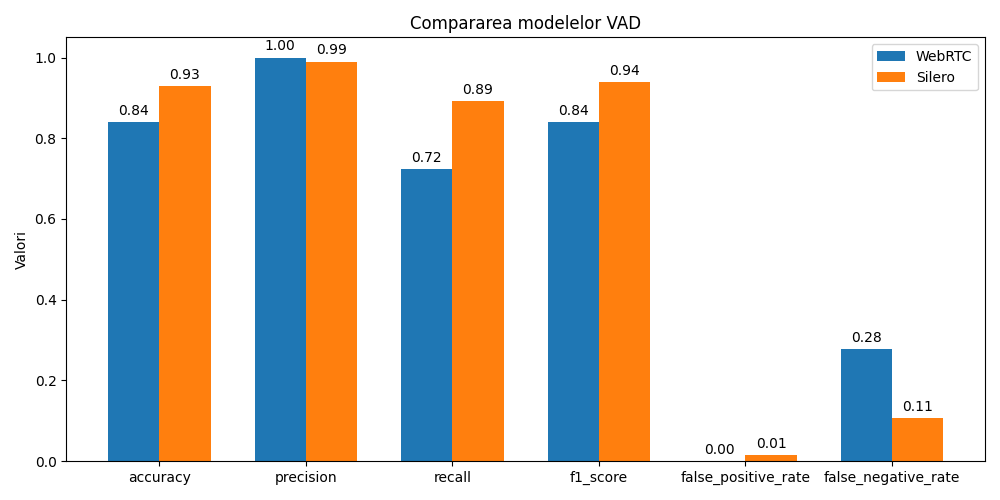 Compararea modelelor VAD
WebRTC
Silero
Valori
1.0
0.8
0.6
0.4
0.2
0.0
0.84
0.93
1.00
0.99
0.72
0.89
0.84
0.94
0.00
0.01
0.28
0.11
accuracy
precision
recall
f1_score
false_positive_rate
false_negative_rate